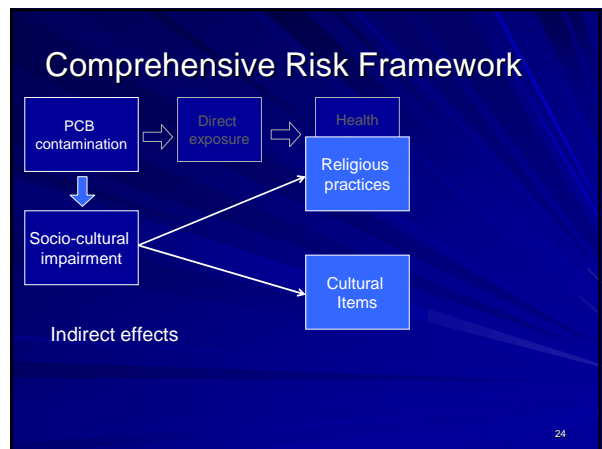 Comprehensive Risk Framework
PCB
contamination
Direct
exposure
Health
Religious
practices
Socio-cultural
impairment
Cultural
Items
Indirect effects
24